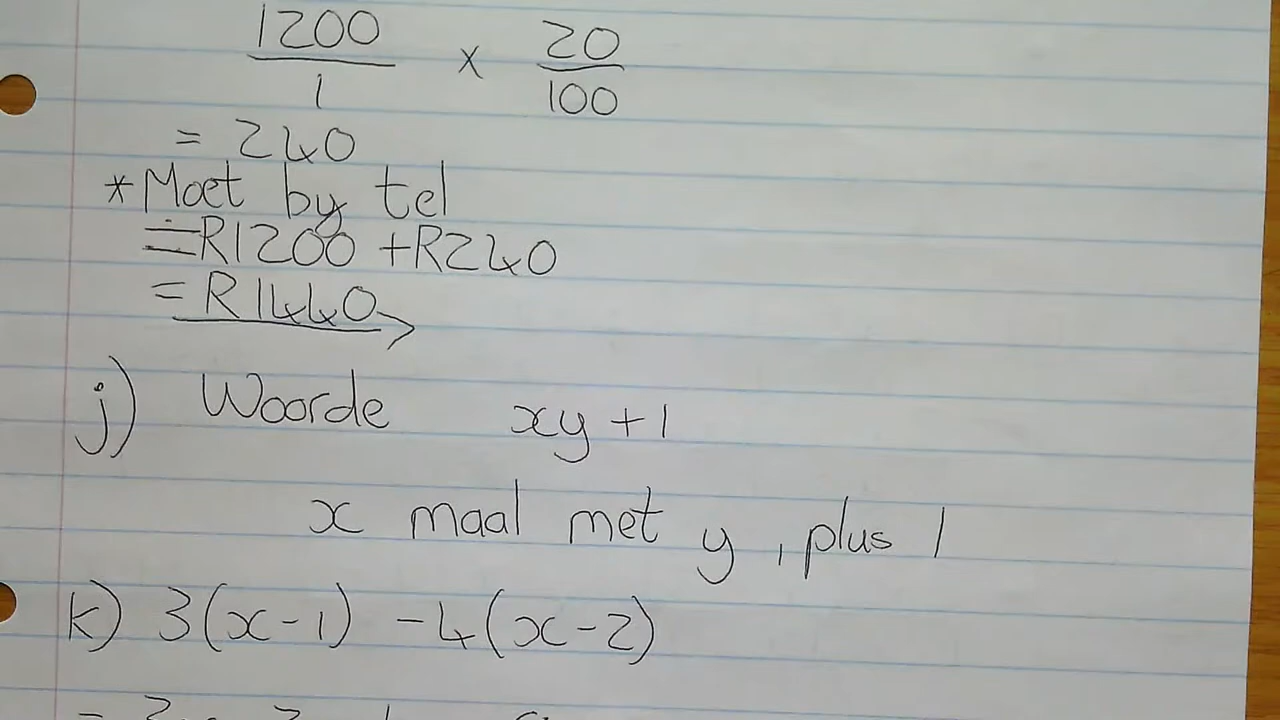 1200/1 × 20/100
= 240
*Moet by tel
= R1200 + R240
= R1440
j) Woorde xy + 1
x maal met y, plus 1
k) 3(x-1) -4(x-2)